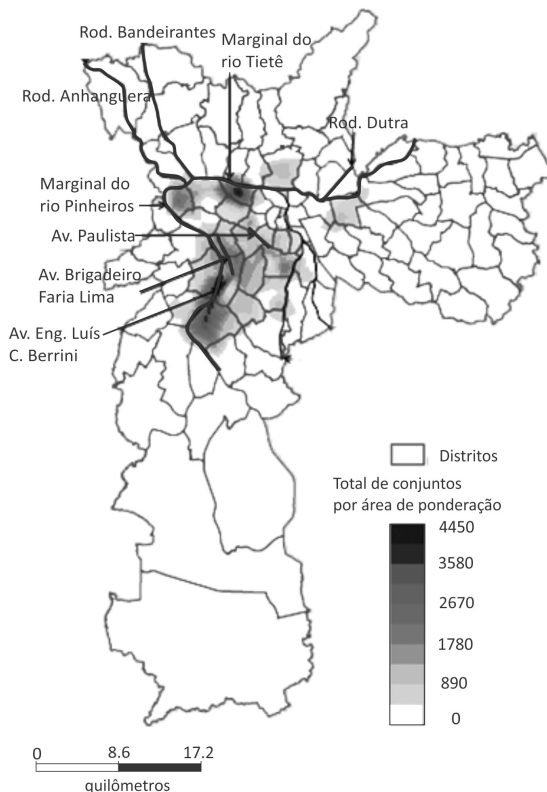 Rod. Bandeirantes
Marginal do
rio Tietê
Rod. Anhanguera
Rod. Dutra
Marginal do
rio Pinheiros
Av. Paulista
Av. Brigadeiro
Faria Lima
Av. Eng. Luís
C. Berrini
Distritos
Total de conjuntos
por área de ponderação
4450
3580
2670
1780
890
0
0 8.6 17.2
quilômetros